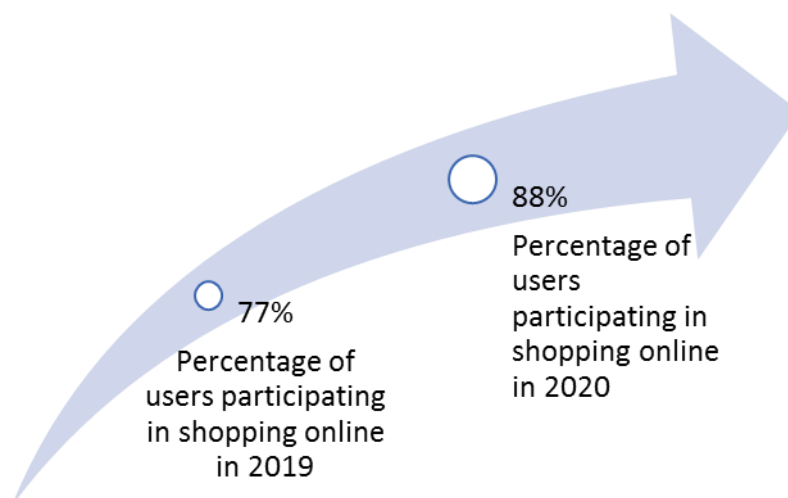 77%
Percentage of
users participating
in shopping online
in 2019
88%
Percentage of
users
participating in
shopping online
in 2020